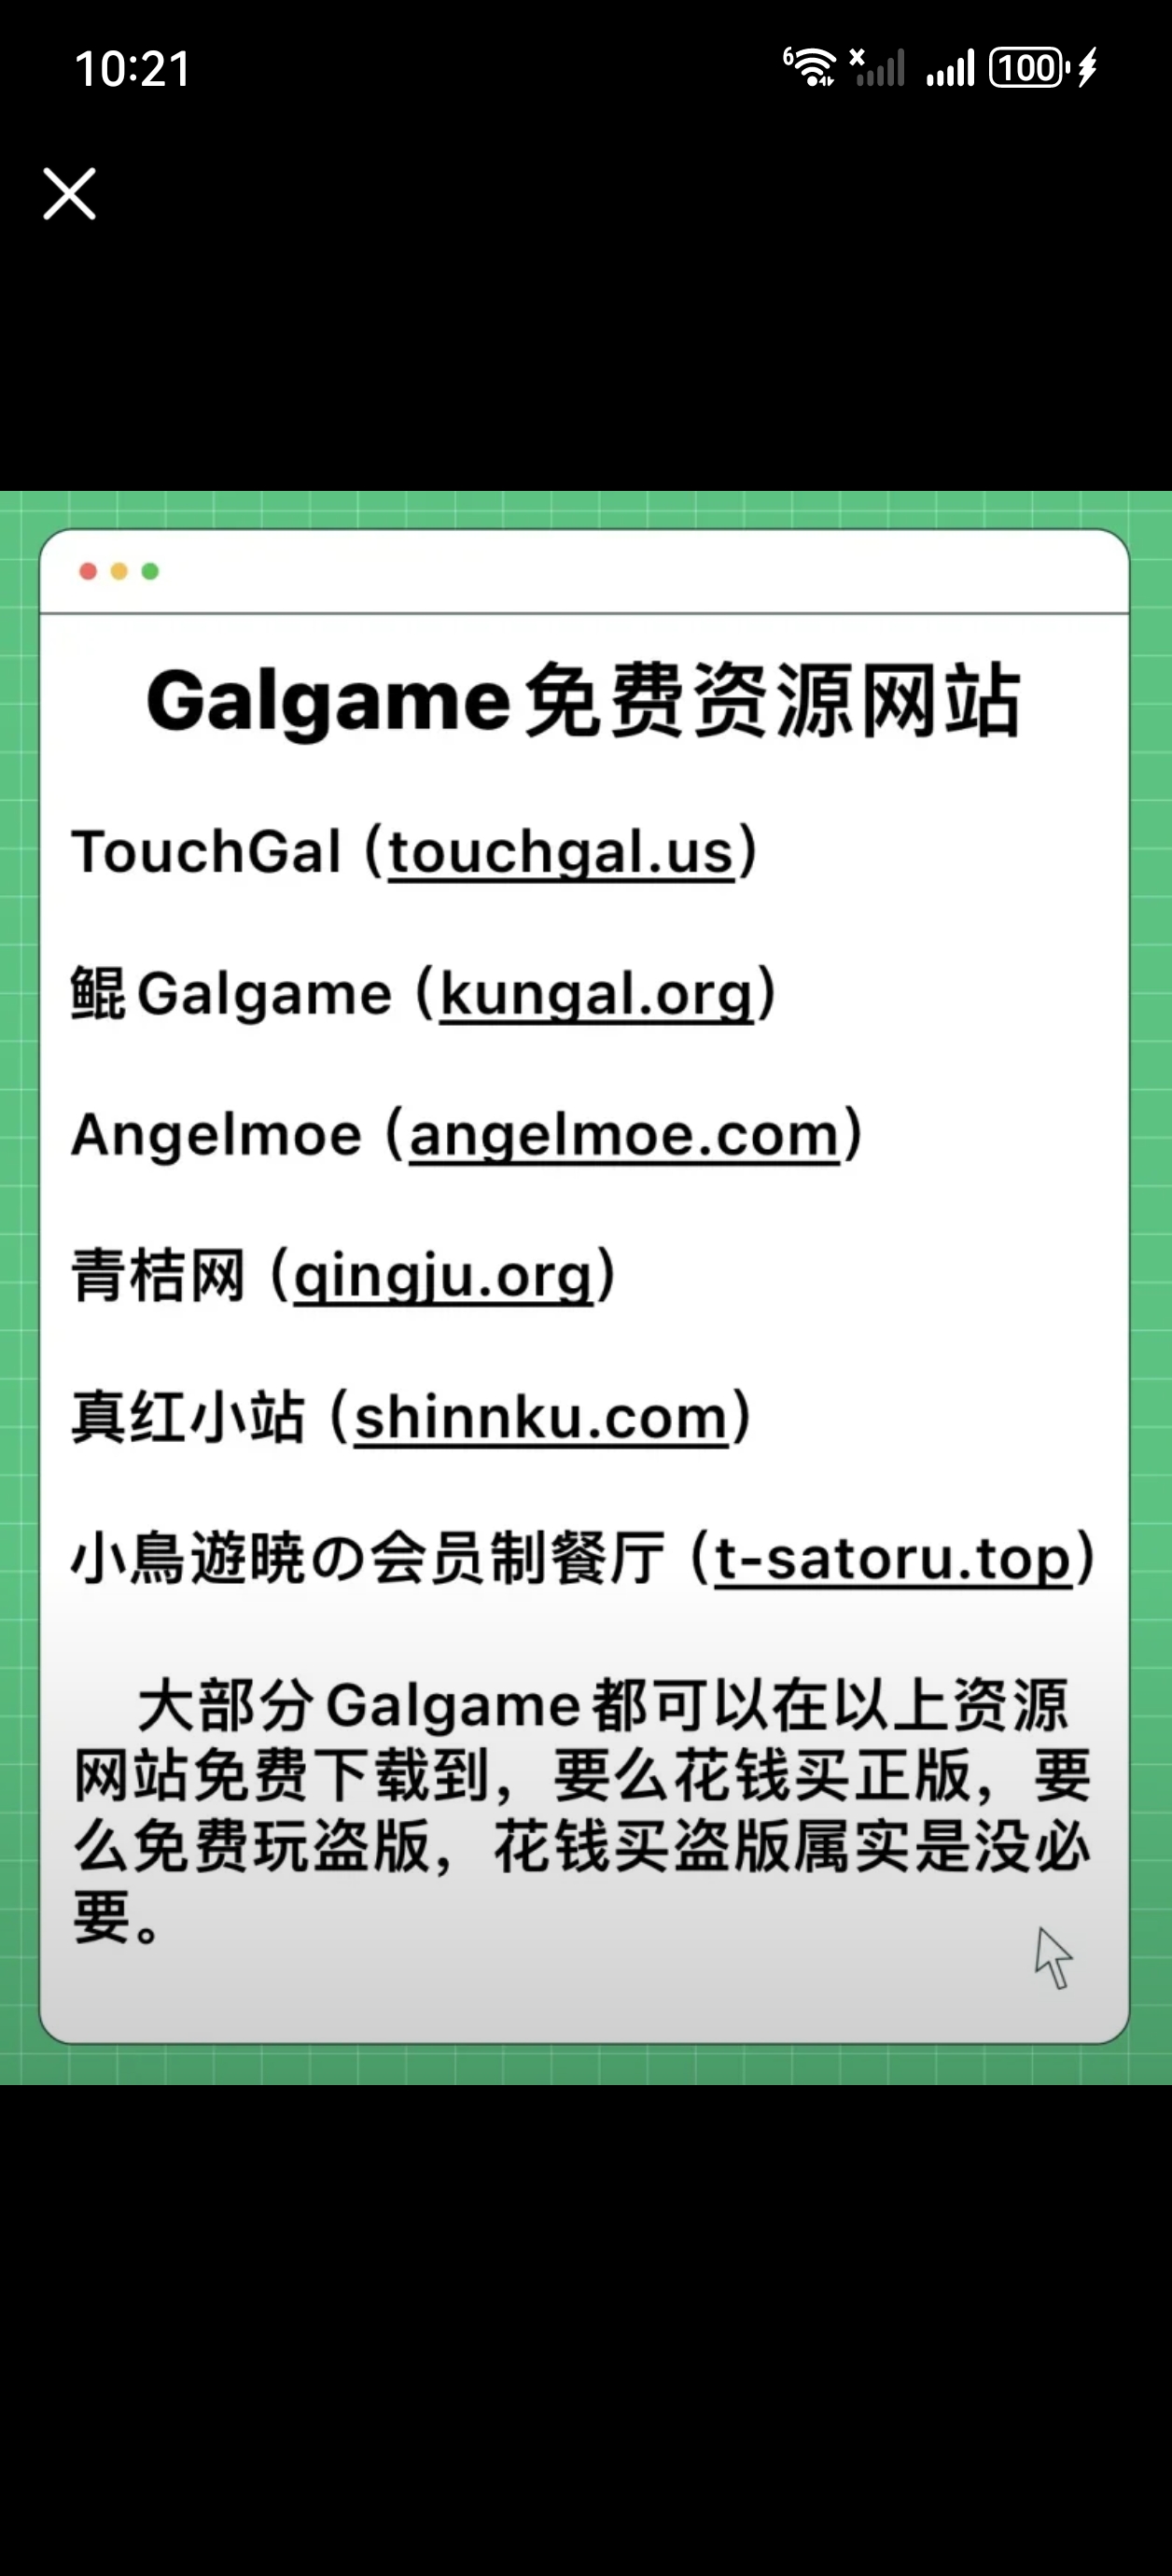 10:21
6
100
Galgame免费资源网站
TouchGal（touchgal.us）
鲲Galgame（kungal.org）
Angelmoe（angelmoe.com）
青桔网（qingju.org）
真红小站（shinnku.com）
小鳥遊暁の会员制餐厅（t-satoru.top）
大部分Galgame都可以在以上资源
网站免费下载到，要么花钱买正版，要
么免费玩盗版，花钱买盗版属实是没必
要。